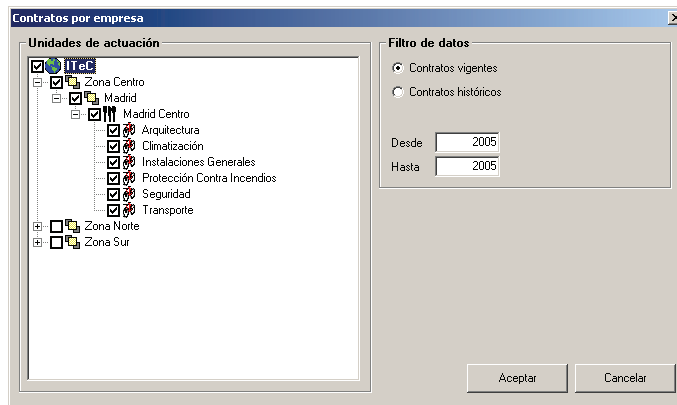 Contratos por empresa
Unidades de actuación
ITeC
Zona Centro
Madrid
Madrid Centro
Arquitectura
Climatización
Instalaciones Generales
Protección Contra Incendios
Seguridad
Transporte
Zona Norte
Zona Sur
Filtro de datos
Contratos vigentes
Contratos históricos
Desde 2005
Hasta 2005
Aceptar Cancelar